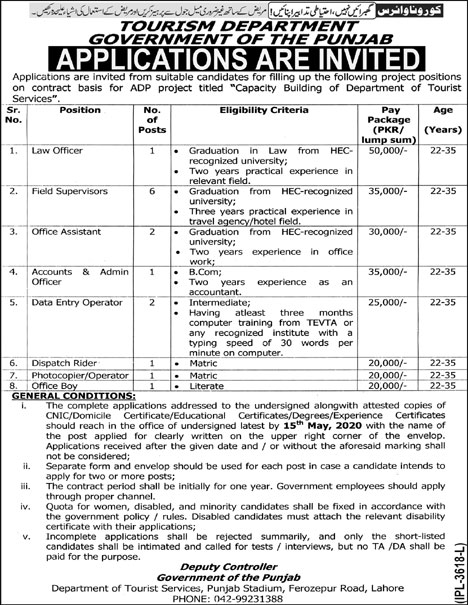 کورونا وائرس گھبرائیں نہیں، احتیاطی تدابیر اپنائیں! مریض کے ساتھ غیر ضروری میل جول سے پرہیز کریں اور مریض کے استعمال کی اشیاء علیحدہ رکھیں۔
TOURISM DEPARTMENT
GOVERNMENT OF THE PUNJAB
APPLICATIONS ARE INVITED
Applications are invited from suitable candidates for filling up the following project positions
on contract basis for ADP project titled "Capacity Building of Department of Tourist
Services".
Sr. No. Position No. of Posts Eligibility Criteria Pay Package (PKR/ lump sum) Age (Years)
1. Law Officer 1 • Graduation in Law from HEC- 50,000/- 22-35
recognized university;
• Two years practical experience in
relevant field.
2. Field Supervisors 6 • Graduation from HEC-recognized 35,000/- 22-35
university;
• Three years practical experience in
travel agency/hotel field.
3. Office Assistant 2 • Graduation from HEC-recognized 30,000/- 22-35
university;
• Two years experience in office
work;
4. Accounts & Admin Officer 1 • B.Com; 35,000/- 22-35
• Two years experience as an
accountant.
5. Data Entry Operator 2 • Intermediate; 25,000/- 22-35
• Having atleast three months
computer training from TEVTA or
any recognized institute with a
typing speed of 30 words per
minute on computer.
6. Dispatch Rider 1 • Matric 20,000/- 22-35
7. Photocopier/Operator 1 • Matric 20,000/- 22-35
8. Office Boy 1 • Literate 20,000/- 22-35
GENERAL CONDITIONS:
i. The complete applications addressed to the undersigned alongwith attested copies of
CNIC/Domicile Certificate/Educational Certificates/Degrees/Experience Certificates
should reach in the office of undersigned latest by 15th May, 2020 with the name of
the post applied for clearly written on the upper right corner of the envelop.
Applications received after the given date and / or without the aforesaid marking shall
not be considered;
ii. Separate form and envelop should be used for each post in case a candidate intends to
apply for two or more posts;
iii. The contract period shall be initially for one year. Government employees should apply
through proper channel.
iv. Quota for women, disabled, and minority candidates shall be fixed in accordance with
the government policy / rules. Disabled candidates must attach the relevant disability
certificate with their applications;
v. Incomplete applications shall be rejected summarily, and only the short-listed
candidates shall be intimated and called for tests / interviews, but no TA /DA shall be
paid for the purpose.
Deputy Controller
Government of the Punjab
Department of Tourist Services, Punjab Stadium, Ferozepur Road, Lahore
PHONE: 042-99231388
(IPL-3618-L)